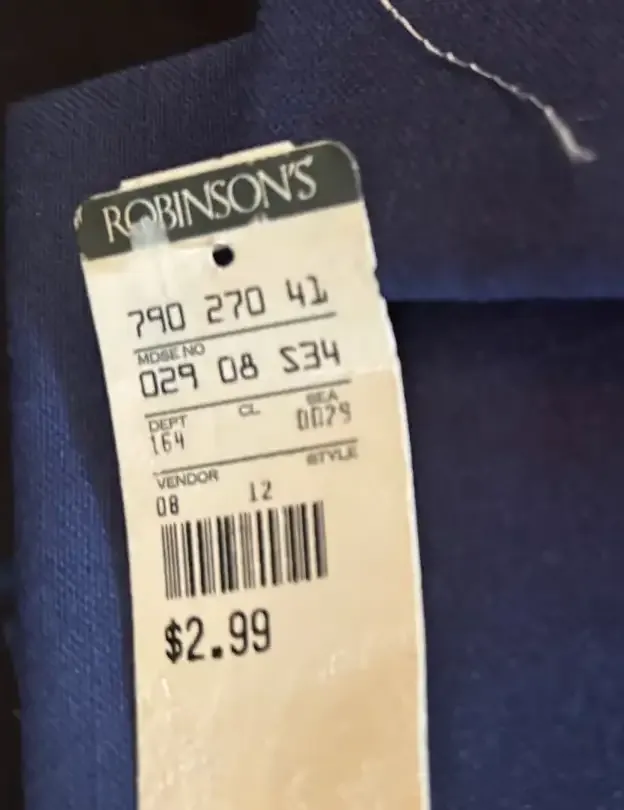 ROBINSON'S
790 270 41
MDSE NO
029 08 S34
DEPT CL SEA
164 0029
VENDOR STYLE
08 12
$2.99